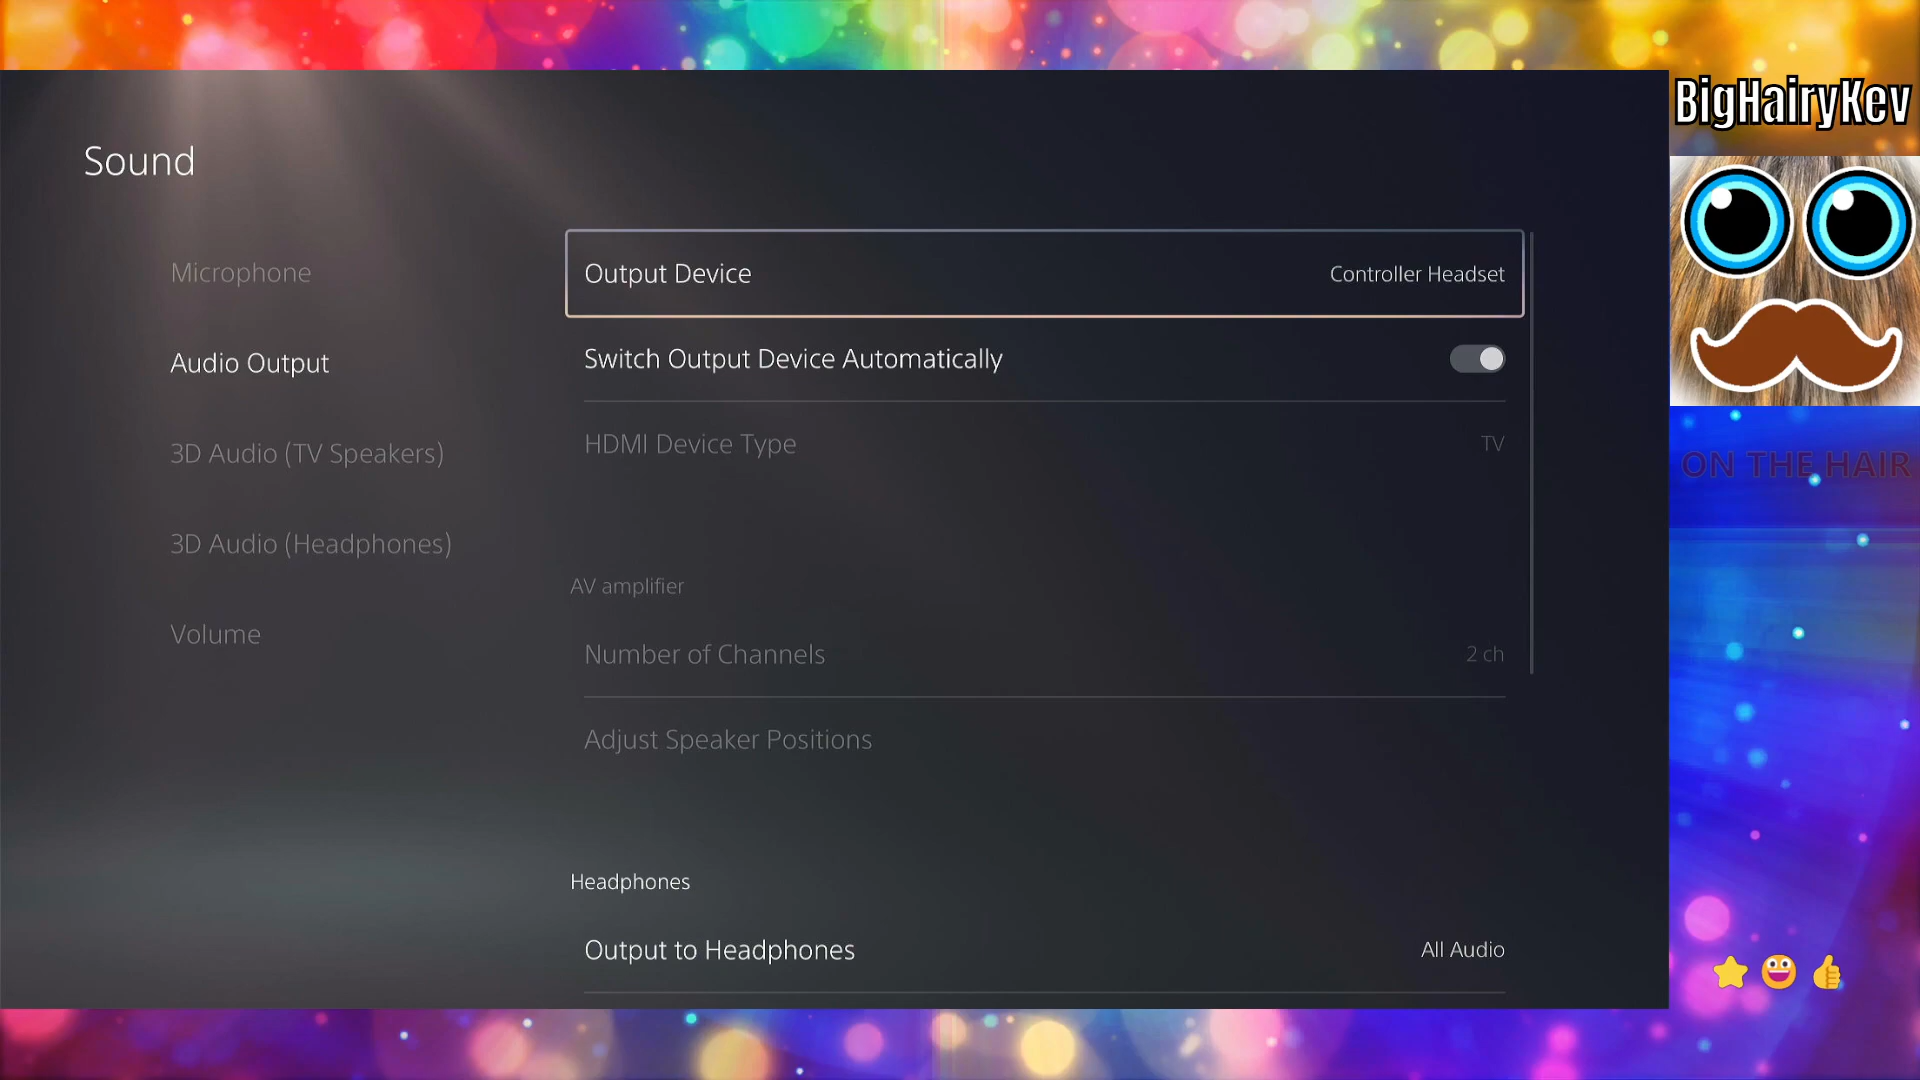 BigHairyKev
Sound
Microphone
Audio Output
3D Audio (TV Speakers)
3D Audio (Headphones)
Volume
Output Device Controller Headset
Switch Output Device Automatically
HDMI Device Type TV
AV amplifier
Number of Channels 2 ch
Adjust Speaker Positions
Headphones
Output to Headphones All Audio
ON THE HAIR